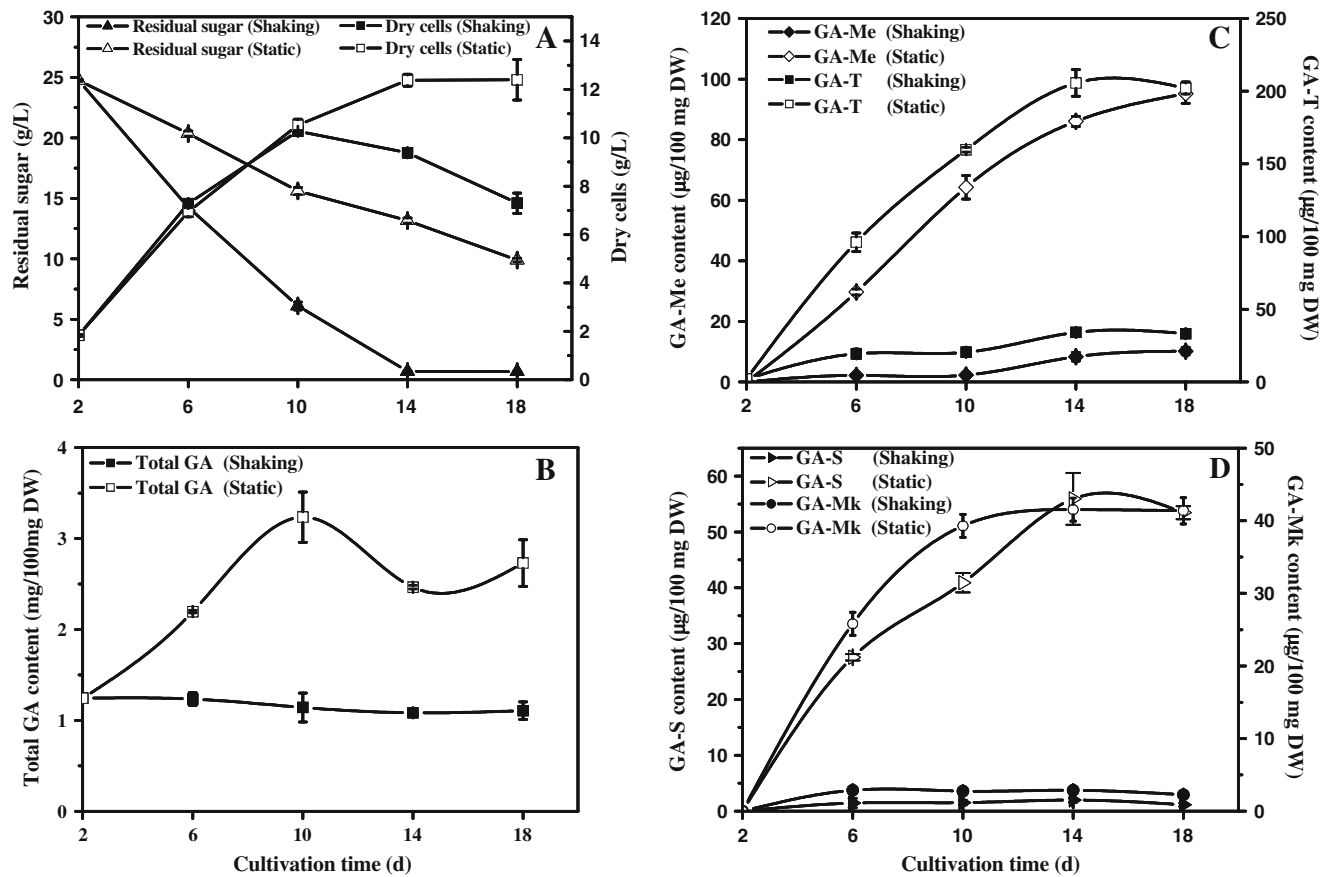 A
Residual sugar (Shaking)
Residual sugar (Static)
Dry cells (Shaking)
Dry cells (Static)
Residual sugar (g/L)
30
25
20
15
10
5
0
Dry cells (g/L)
14
12
10
8
6
4
2
0
2 6 10 14 18
C
GA-Me (Shaking)
GA-Me (Static)
GA-T (Shaking)
GA-T (Static)
GA-Me content (µg/100 mg DW)
120
100
80
60
40
20
0
GA-T content (µg/100 mg DW)
250
200
150
100
50
0
2 6 10 14 18
B
Total GA (Shaking)
Total GA (Static)
Total GA content (mg/100mg DW)
4
3
2
1
0
2 6 10 14 18
Cultivation time (d)
D
GA-S (Shaking)
GA-S (Static)
GA-Mk (Shaking)
GA-Mk (Static)
GA-S content (µg/100 mg DW)
60
55
50
45
40
35
30
25
20
15
10
5
0
GA-Mk content (µg/100 mg DW)
50
40
30
20
10
0
2 6 10 14 18
Cultivation time (d)